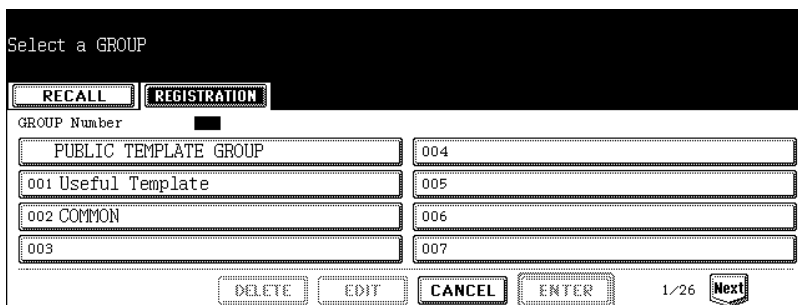 Select a GROUP
RECALL REGISTRATION
GROUP Number
PUBLIC TEMPLATE GROUP 004
001 Useful Template 005
002 COMMON 006
003 007
DELETE EDIT CANCEL ENTER 1/26 Next